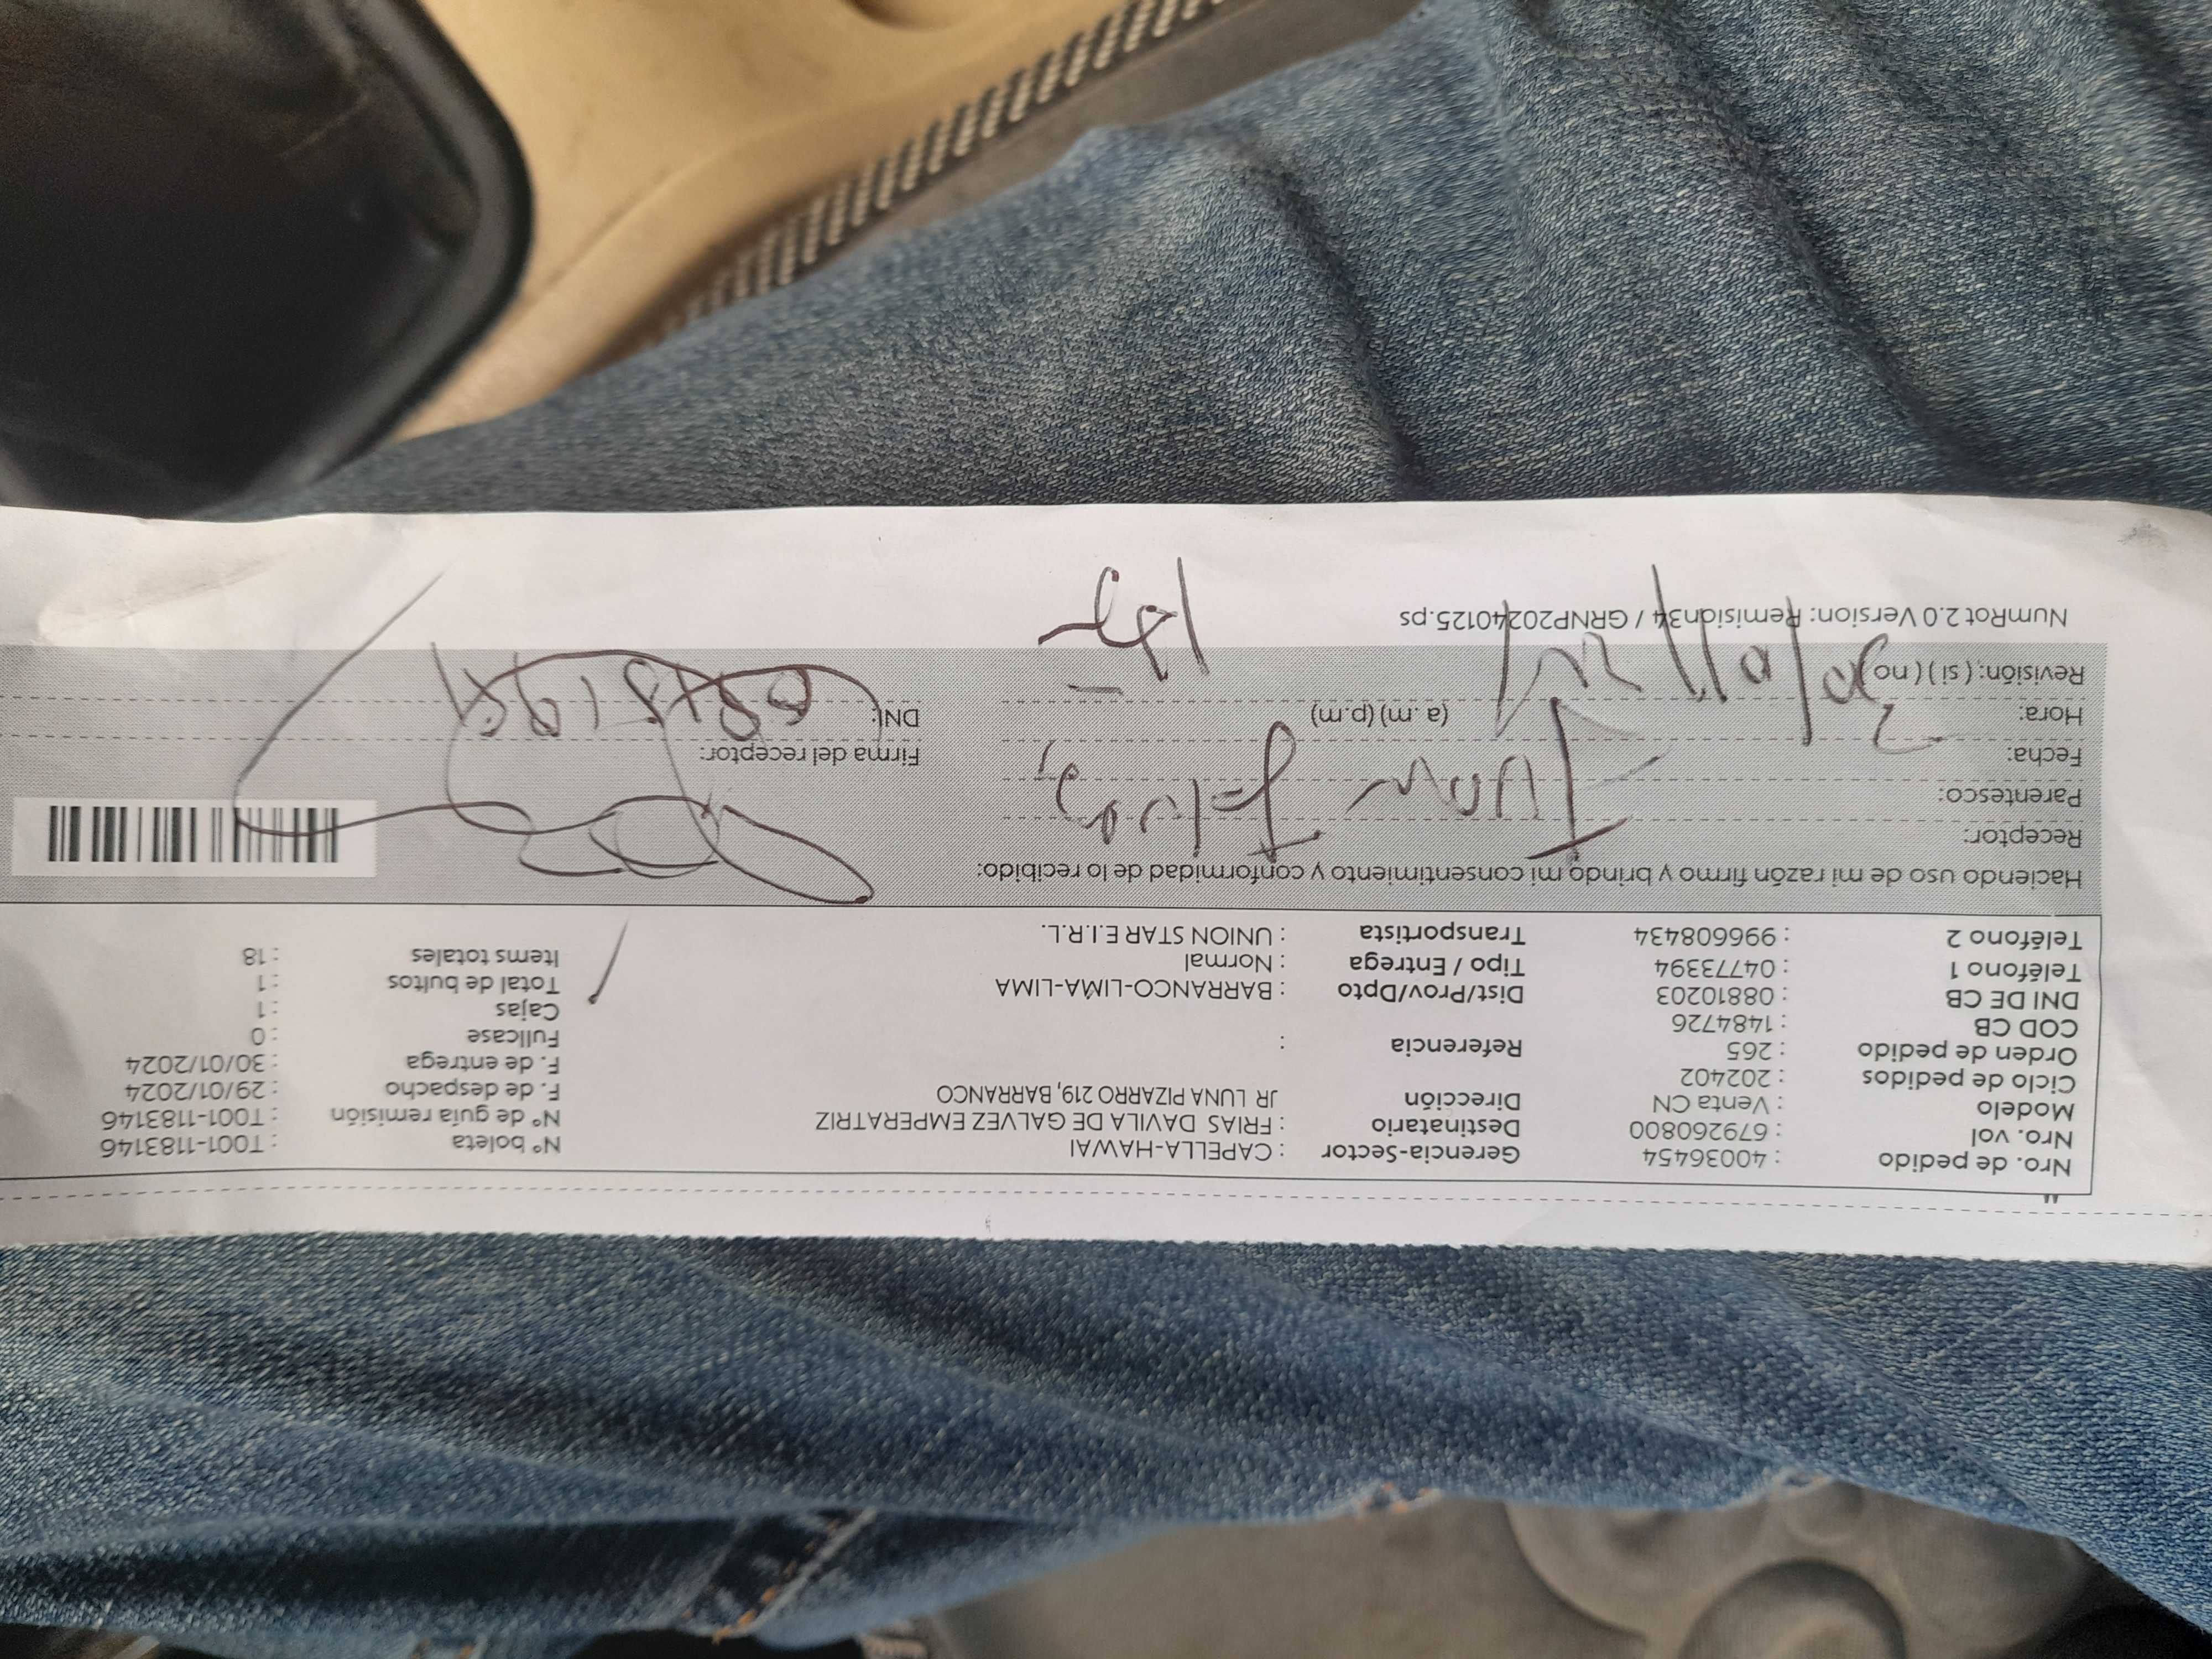 Nro. de pedido : 40036454 Gerencia-Sector : CAPELLA-HAWAI Nº boleta : T001-1183146
Nro. vol : 679260800 Destinatario : FRIAS DAVILA DE GALVEZ EMPERATRIZ Nº de guía remisión : T001-1183146
Modelo : Venta CN Dirección JR LUNA PIZARRO 219, BARRANCO F. de despacho : 29/01/2024
Ciclo de pedidos : 202402 F. de entrega : 30/01/2024
Orden de pedido : 265 Referencia : Fullcase : 0
COD CB : 1484726 Cajas : 1
DNI DE CB : 08810203 Dist/Prov/Dpto : BARRANCO-LIMA-LIMA Total de bultos : 1
Teléfono 1 : 04773394 Tipo / Entrega : Normal Items totales : 18
Teléfono 2 : 996608434 Transportista : UNION STAR E.I.R.L.
Haciendo uso de mi razón firmo y brindo mi consentimiento y conformidad de lo recibido:
Receptor:
Parentesco:
Fecha: Firma del receptor:
Hora: (a.m) (p.m) DNI:
Revisión: (si) (no)
NumRot 2.0 Version: Remision34 / GRNP20240125.ps